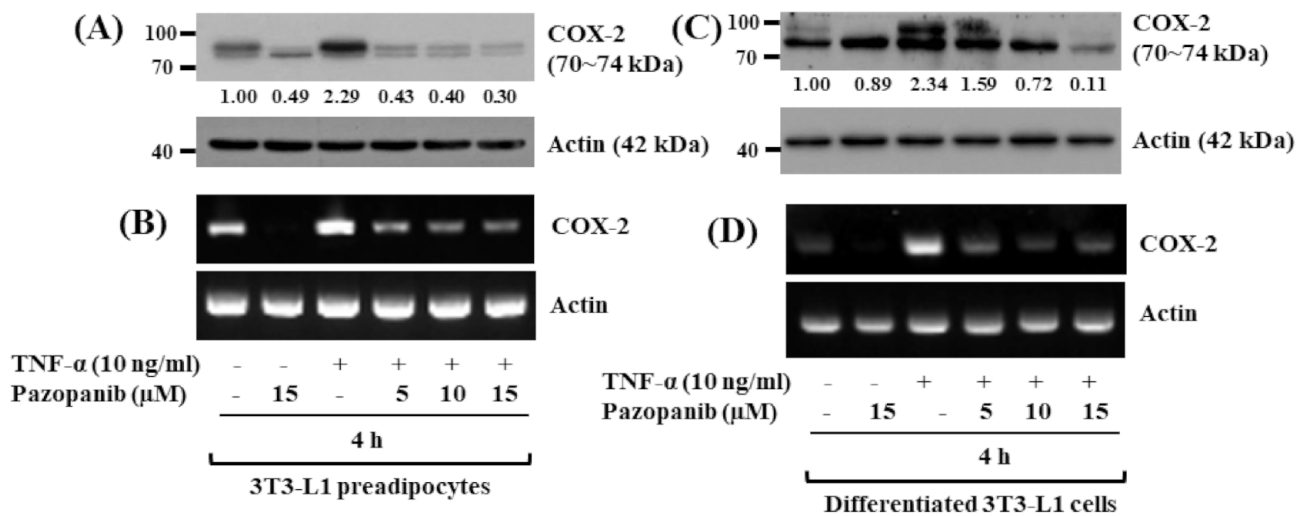 (A)
100
70
COX-2
(70~74 kDa)
1.00 0.49 2.29 0.43 0.40 0.30
40
Actin (42 kDa)
(B)
COX-2
Actin
TNF-α (10 ng/ml) - - + + + +
Pazopanib (µM) - 15 - 5 10 15
4 h
3T3-L1 preadipocytes
(C)
100
70
COX-2
(70~74 kDa)
1.00 0.89 2.34 1.59 0.72 0.11
40
Actin (42 kDa)
(D)
COX-2
Actin
TNF-α (10 ng/ml) - - + + + +
Pazopanib (µM) - 15 - 5 10 15
4 h
Differentiated 3T3-L1 cells